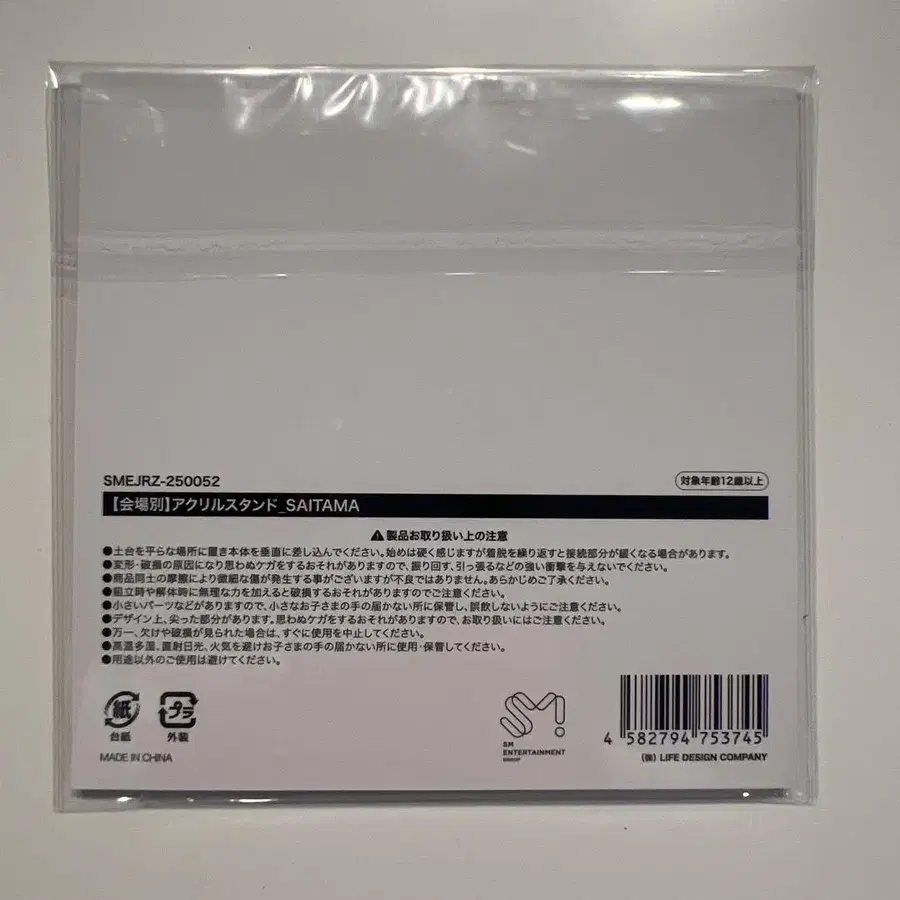 SMEJRZ-250052
対象年齢12歳以上
【会場別】アクリルスタンド_SAITAMA
⚠製品お取り扱い上の注意
●土台を平らな場所に置き本体を垂直に差し込んでください。始めは硬く感じますが着脱を繰り返すと接続部分が緩くなる場合があります。
●変形・破損の原因になり思わぬケガをするおそれがありますので、振り回す、引っ張るなどの強い衝撃を与えないでください。
●商品同士の摩擦により微細な傷が発生する事がございますが不良ではありません。あらかじめご了承ください。
●組立時や解体時に無理な力を加えると破損するおそれがありますのでご注意ください。
●小さいパーツなどがありますので、小さなお子さまの手の届かない所に保管し、誤飲しないようにご注意ください。
●デザイン上、尖った部分があります。思わぬケガをするおそれがありますので、お取り扱いにはご注意ください。
●万一、欠けや破損が見られた場合は、すぐに使用を中止してください。
●高温多湿、直射日光、火気を避けお子さまの手の届かない所に使用・保管してください。
●用途以外のご使用は避けてください。
紙
プラ
台紙
外装
MADE IN CHINA
SM
SM
ENTERTAINMENT
GROUP
4 582794 753745
(株) LIFE DESIGN COMPANY